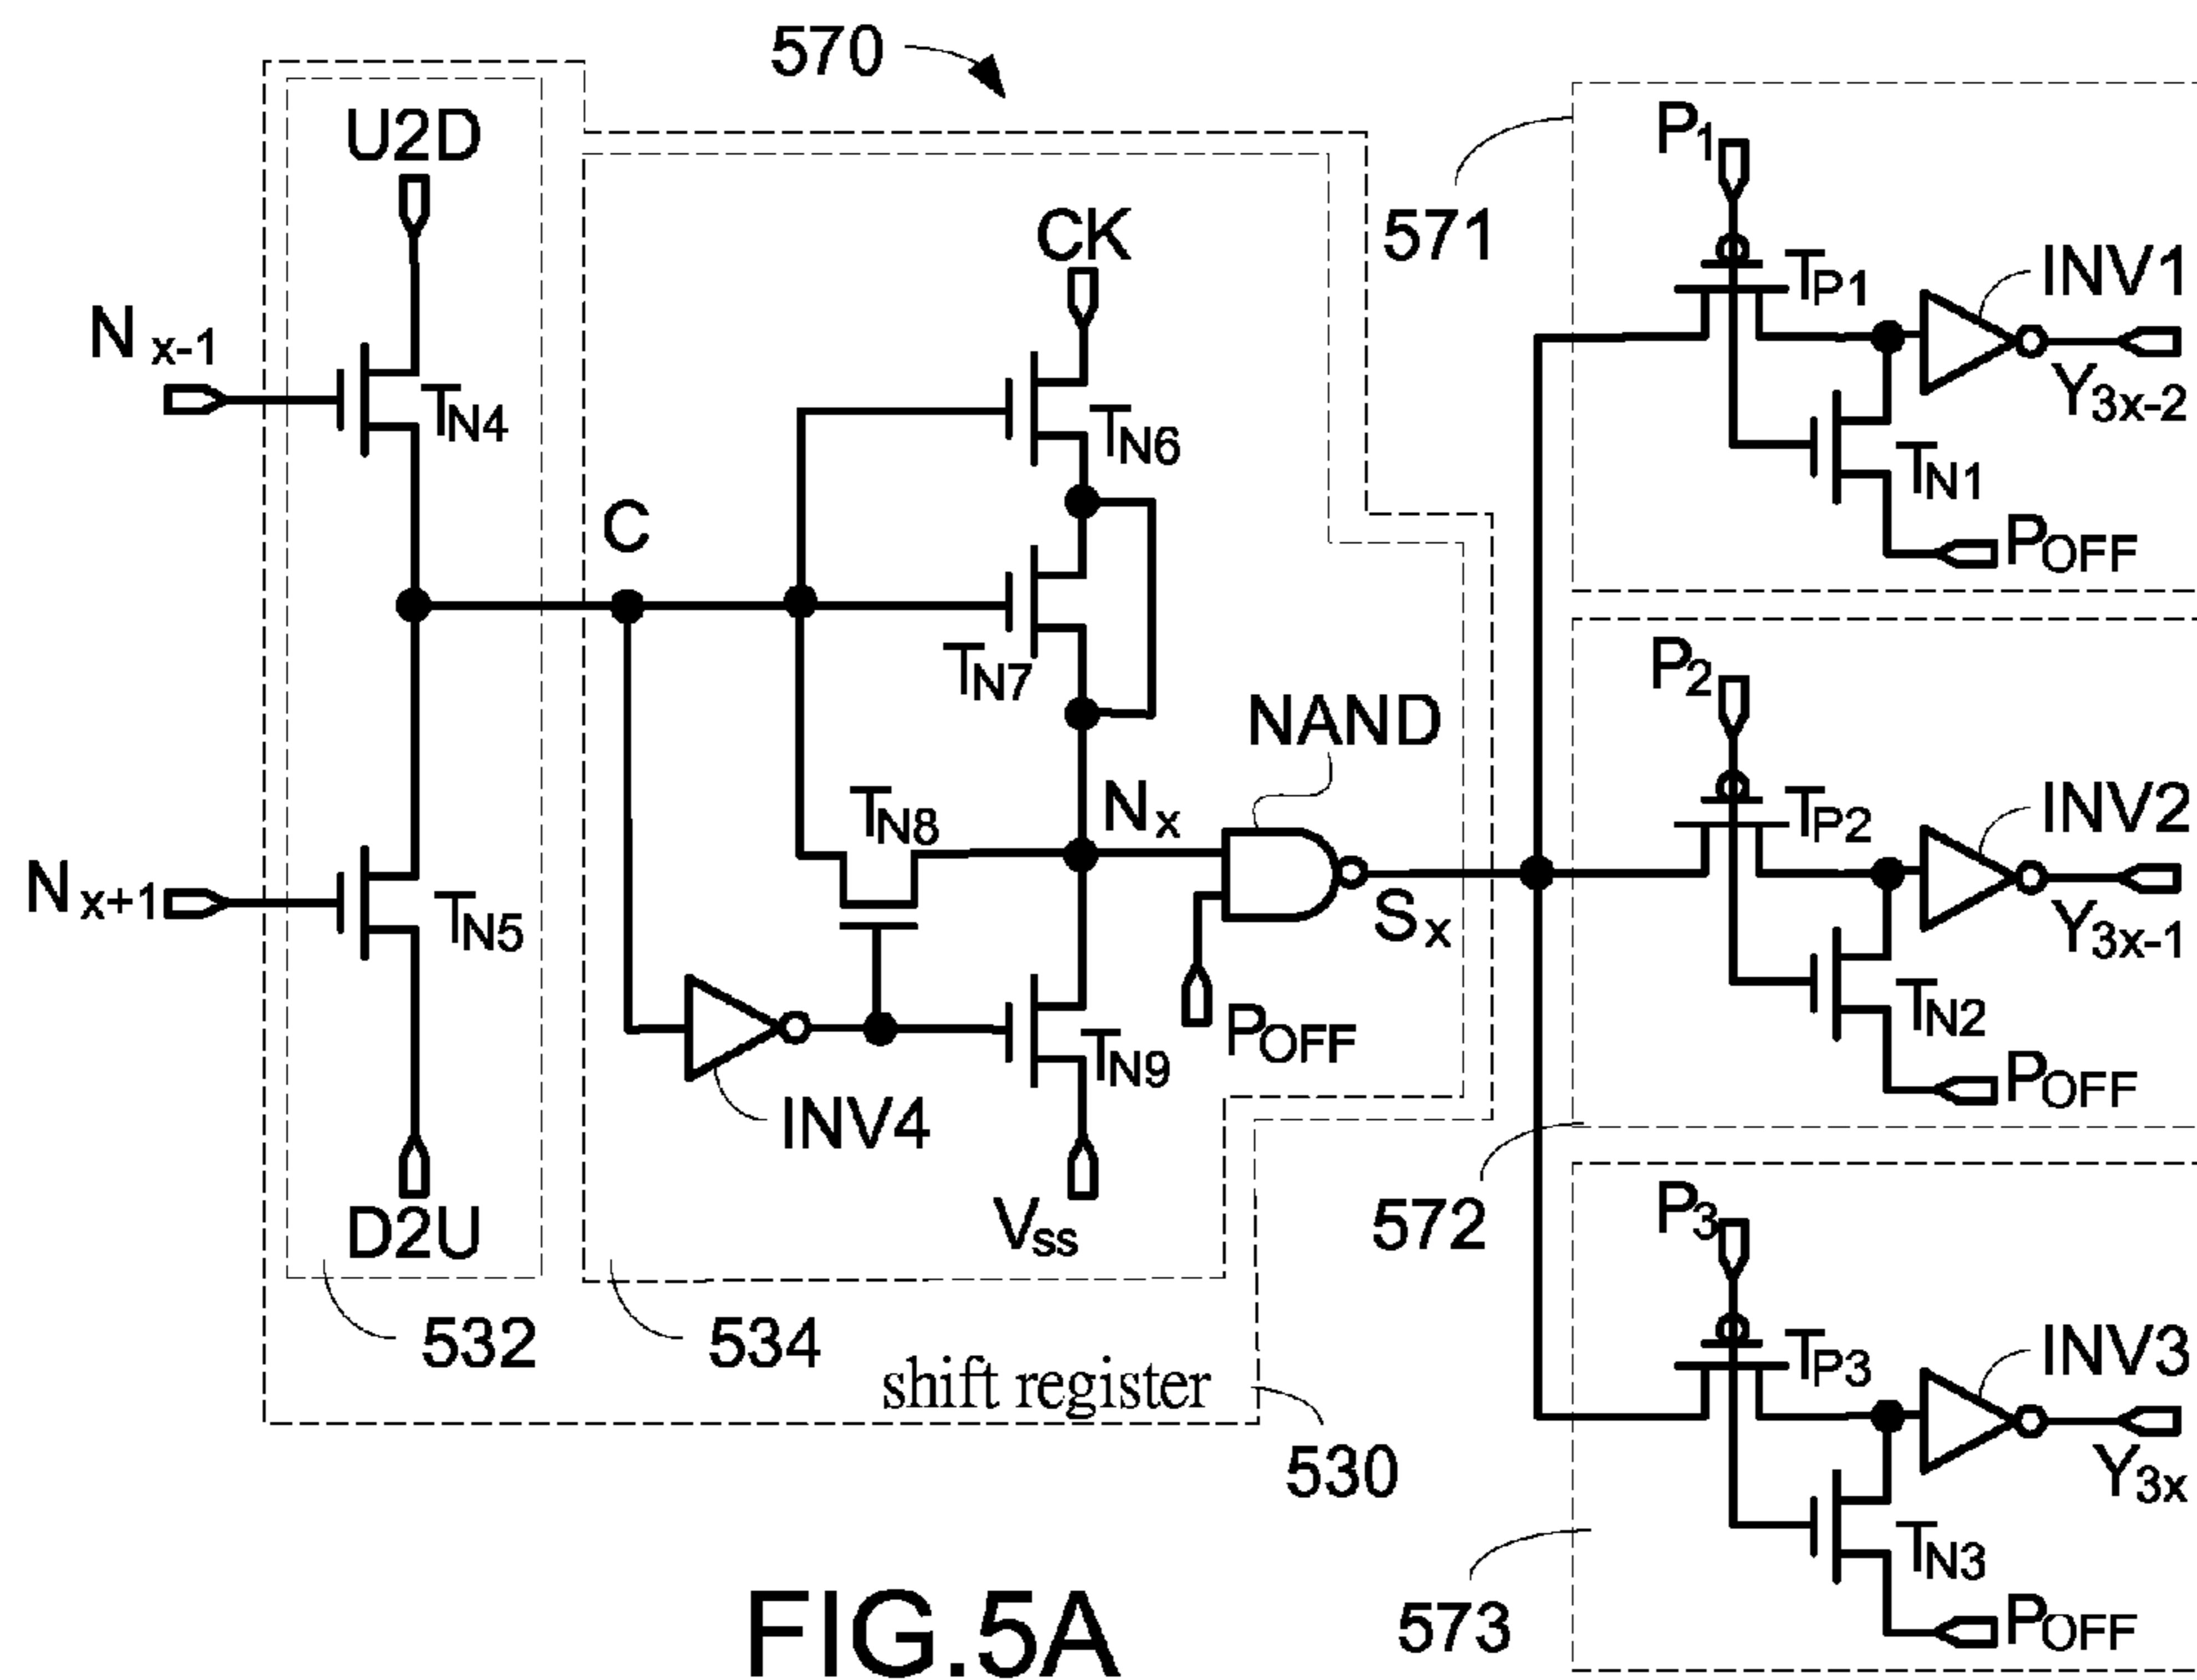 570
U2D
P1
571
CK
TP1
INV1
Nx-1
TN4
TN6
Y3x-2
TN1
C
POFF
TN7
P2
NAND
TN8
Nx
TP2
INV2
Nx+1
TN5
Sx
Y3x-1
TN2
POFF
TN9
INV4
POFF
D2U
Vss
572
P3
532
534
TP3
INV3
shift register
530
Y3x
TN3
573
POFF
FIG.5A